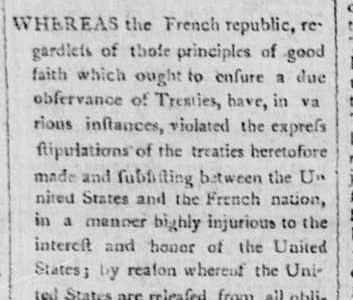 WHEREAS the French republic, re-
gardleſs of thoſe principles of good
faith which ought to enſure a due
obſervance of Treaties, have, in va
rious inſtances, violated the expreſs
ſtipulations of the treaties heretofore
made and ſubſiſting between the Un-
nited States and the French nation,
in a manner highly injurious to the
intereſt and honor of the United
States; by reaſon whereof the Uni-
ted States are releaſed from all obli-